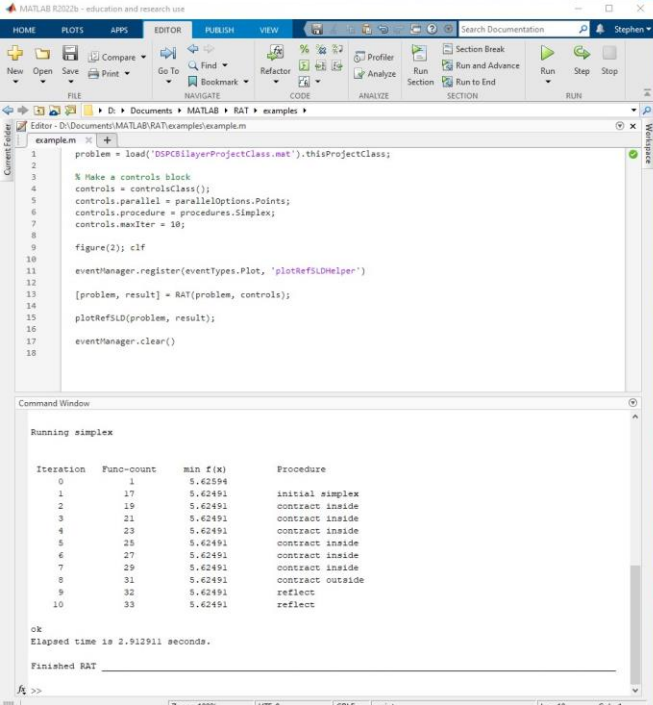 MATLAB R2022b - education and research use
HOME PLOTS APPS EDITOR PUBLISH VIEW Search Documentation Stephen
New Open Save Compare Print Go To Find Bookmark Refactor Profiler Analyze Run Section Section Break Run and Advance Run to End Run Step Stop
FILE NAVIGATE CODE ANALYZE SECTION RUN
D: Documents MATLAB RAT examples
Current Folder
Workspace
Editor - D:\Documents\MATLAB\RAT\examples\example.m
example.m
1 problem = load('DSPCBilayerProjectClass.mat').thisProjectClass;
2
3 % Make a controls block
4 controls = controlsClass();
5 controls.parallel = parallelOptions.Points;
6 controls.procedure = procedures.Simplex;
7 controls.maxIter = 10;
8
9 figure(2); clf
10
11 eventManager.register(eventTypes.Plot, 'plotRefSLDHelper')
12
13 [problem, result] = RAT(problem, controls);
14
15 plotRefSLD(problem, result);
16
17 eventManager.clear()
18
Command Window
Running simplex
Iteration Func-count min f(x) Procedure
0 1 5.62594
1 17 5.62491 initial simplex
2 19 5.62491 contract inside
3 21 5.62491 contract inside
4 23 5.62491 contract inside
5 25 5.62491 contract inside
6 27 5.62491 contract inside
7 29 5.62491 contract inside
8 31 5.62491 contract outside
9 32 5.62491 reflect
10 33 5.62491 reflect
ok
Elapsed time is 2.912911 seconds.
Finished RAT
fx >>